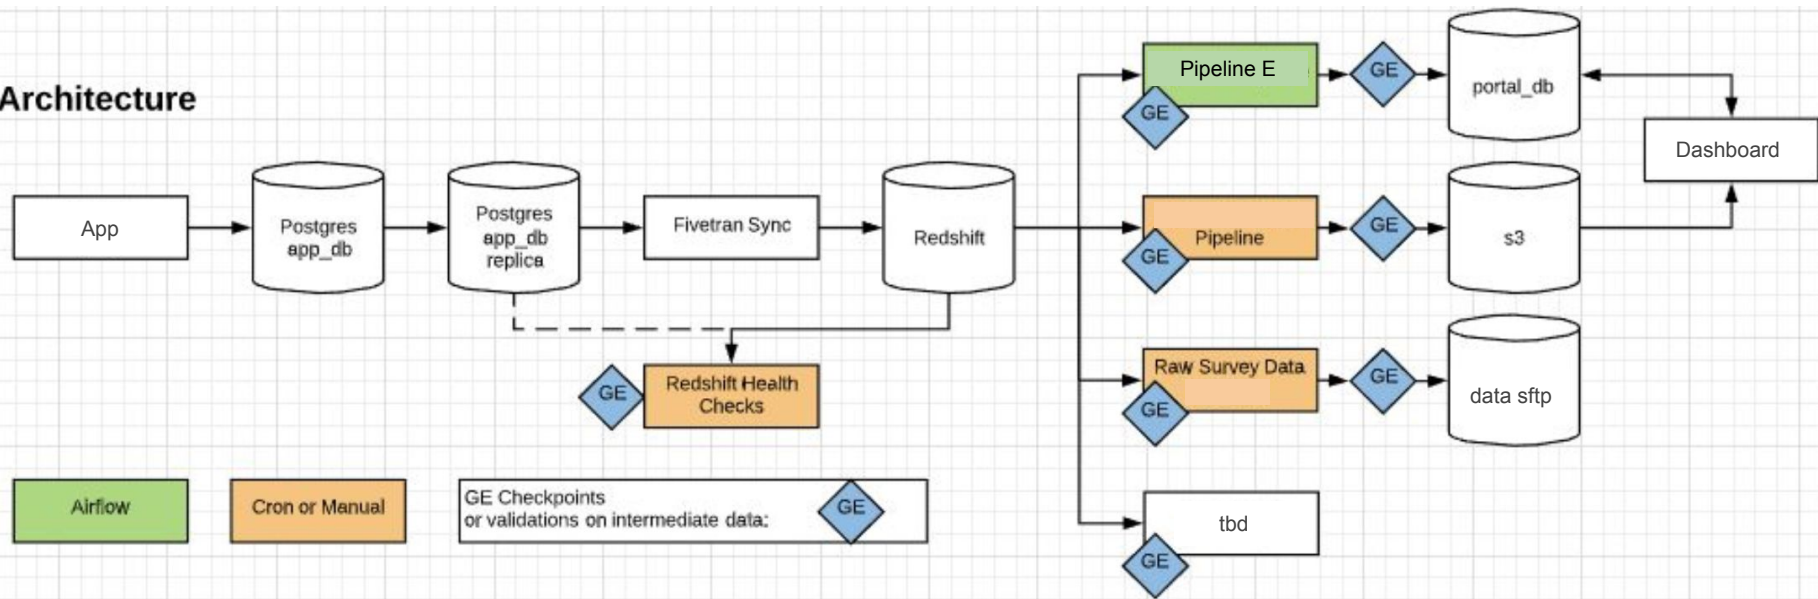 Architecture
App
Postgres
app_db
Postgres
app_db
replica
Fivetran Sync
Redshift
Pipeline E
GE
GE
portal_db
Dashboard
Pipeline
GE
GE
s3
Raw Survey Data
GE
GE
data sftp
tbd
GE
GE
Redshift Health
Checks
Airflow
Cron or Manual
GE Checkpoints
or validations on intermediate data:
GE